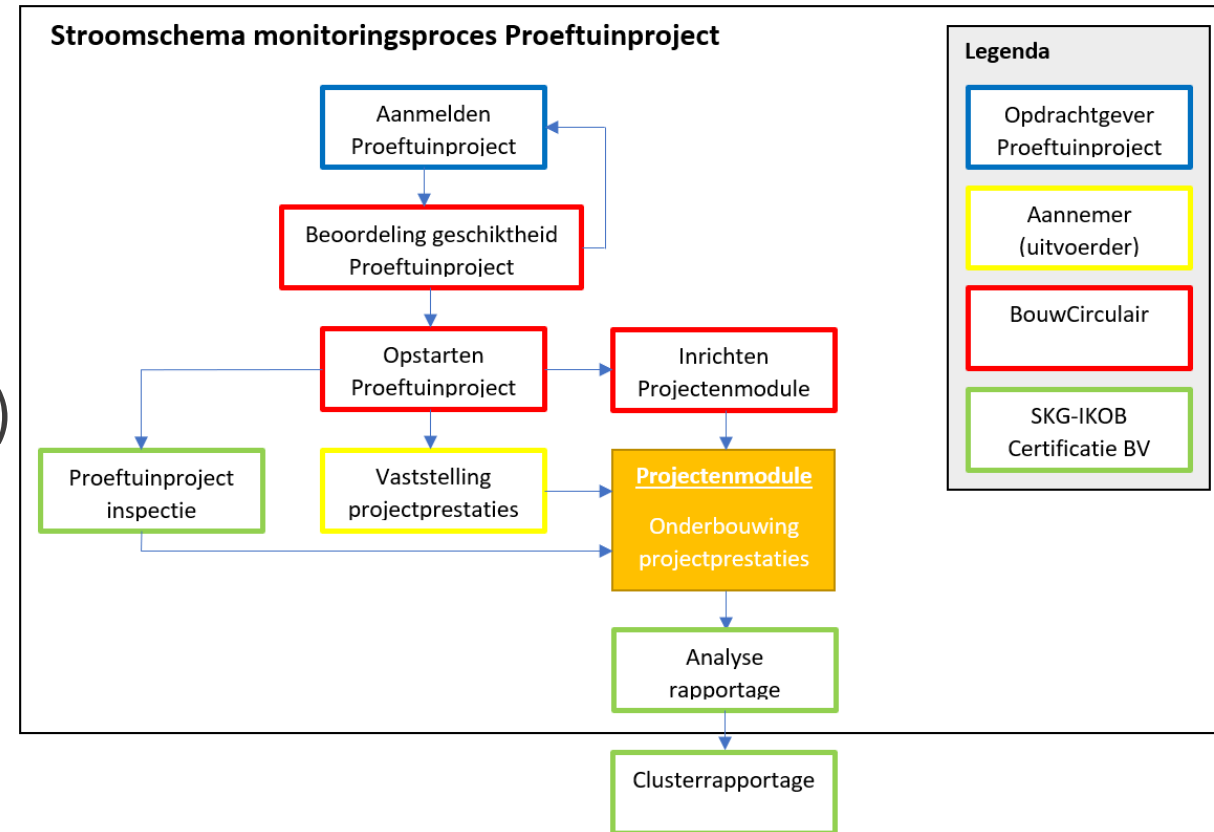 Stroomschema monitoringsproces Proeftuinproject
Aanmelden
Proeftuinproject
Beoordeling geschiktheid
Proeftuinproject
Opstarten
Proeftuinproject
Inrichten
Projectenmodule
Proeftuinproject
inspectie
Vaststelling
projectprestaties
Projectenmodule
Onderbouwing
projectprestaties
Analyse
rapportage
Clusterrapportage
Legenda
Opdrachtgever
Proeftuinproject
Aannemer
(uitvoerder)
BouwCirculair
SKG-IKOB
Certificatie BV